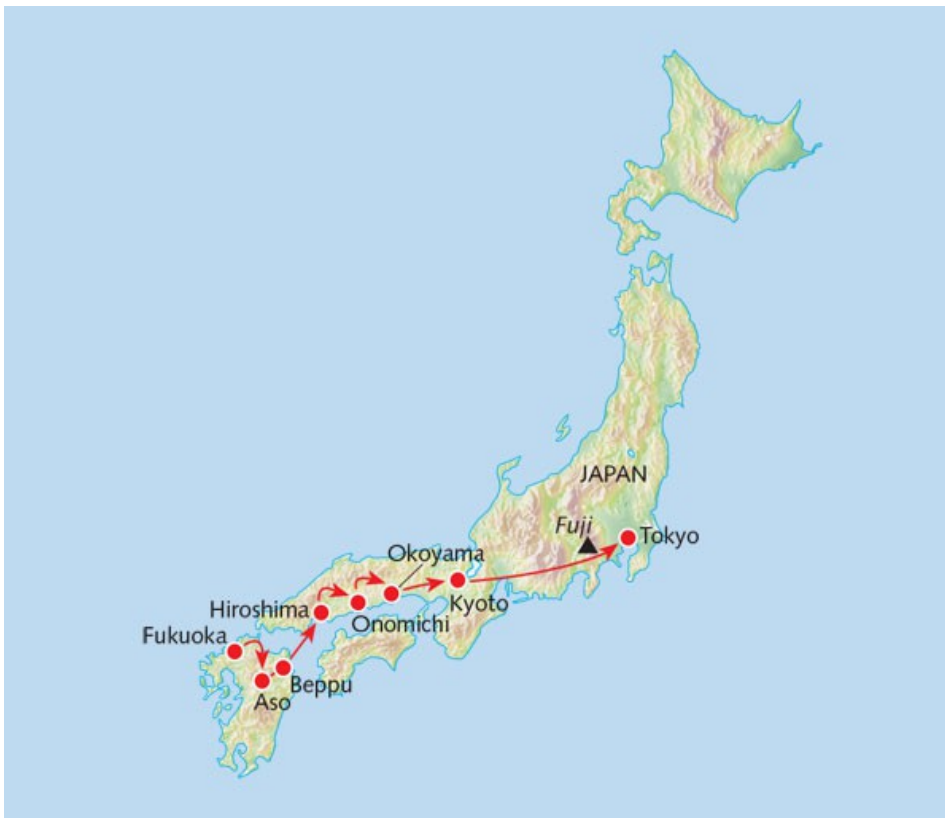 JAPAN
Fuji
Tokyo
Okoyama
Kyoto
Hiroshima
Onomichi
Fukuoka
Beppu
Aso